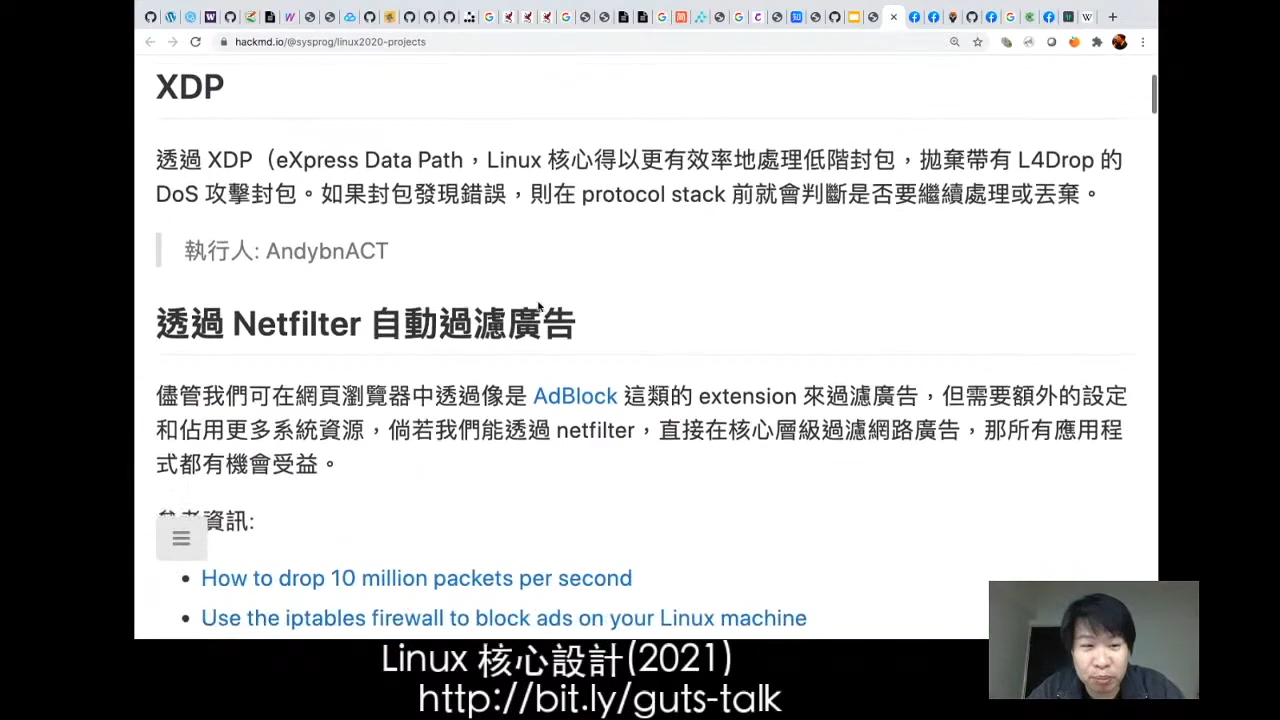 hackmd.io/@sysprog/linux2020-projects
XDP
透過 XDP（eXpress Data Path，Linux 核心得以更有效率地處理低階封包，拋棄帶有 L4Drop 的
DoS 攻擊封包。如果封包發現錯誤，則在 protocol stack 前就會判斷是否要繼續處理或丟棄。
執行人: AndybnACT
透過 Netfilter 自動過濾廣告
儘管我們可在網頁瀏覽器中透過像是 AdBlock 這類的 extension 來過濾廣告，但需要額外的設定
和佔用更多系統資源，倘若我們能透過 netfilter，直接在核心層級過濾網路廣告，那所有應用程
式都有機會受益。
參考資訊:
How to drop 10 million packets per second
Use the iptables firewall to block ads on your Linux machine
Linux 核心設計(2021)
http://bit.ly/guts-talk